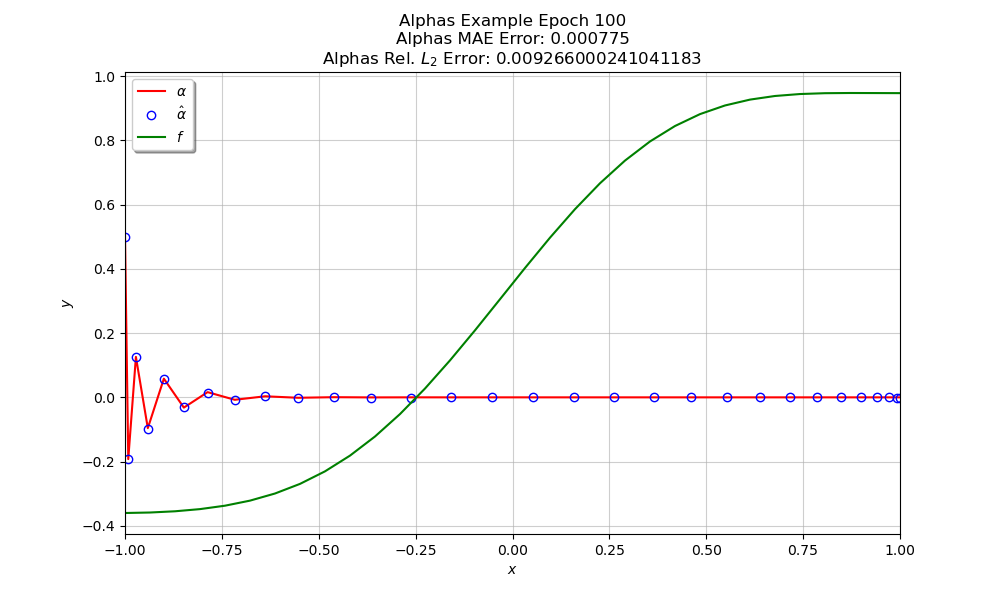 Alphas Example Epoch 100
Alphas MAE Error: 0.000775
Alphas Rel. L₂ Error: 0.009266000241041183
α
α̂
f
1.0
0.8
0.6
0.4
0.2
0.0
−0.2
−0.4
y
−1.00 −0.75 −0.50 −0.25 0.00 0.25 0.50 0.75 1.00
x